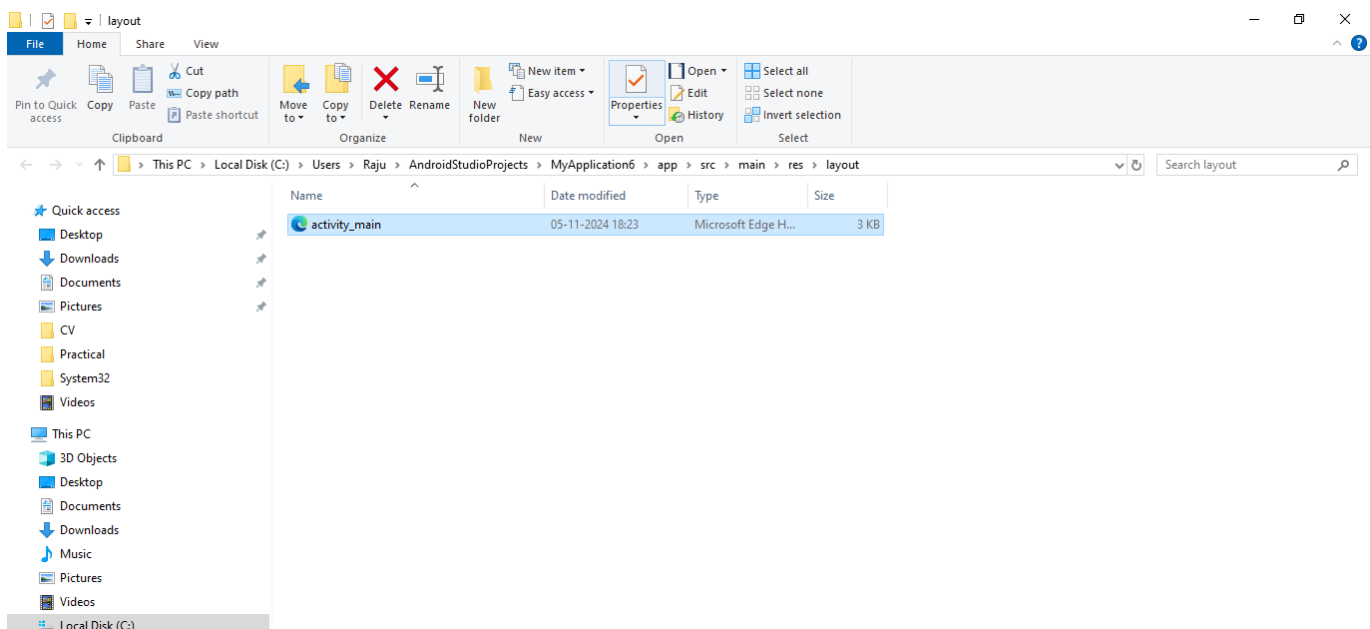 layout
File Home Share View
Pin to Quick access
Copy
Paste
Cut
Copy path
Paste shortcut
Clipboard
Move to
Copy to
Delete
Rename
Organize
New folder
New item
Easy access
New
Properties
Open
Edit
History
Open
Select all
Select none
Invert selection
Select
This PC > Local Disk (C:) > Users > Raju > AndroidStudioProjects > MyApplication6 > app > src > main > res > layout
Search layout
Name Date modified Type Size
activity_main 05-11-2024 18:23 Microsoft Edge H... 3 KB
Quick access
Desktop
Downloads
Documents
Pictures
CV
Practical
System32
Videos
This PC
3D Objects
Desktop
Documents
Downloads
Music
Pictures
Videos
Local Disk (C:)